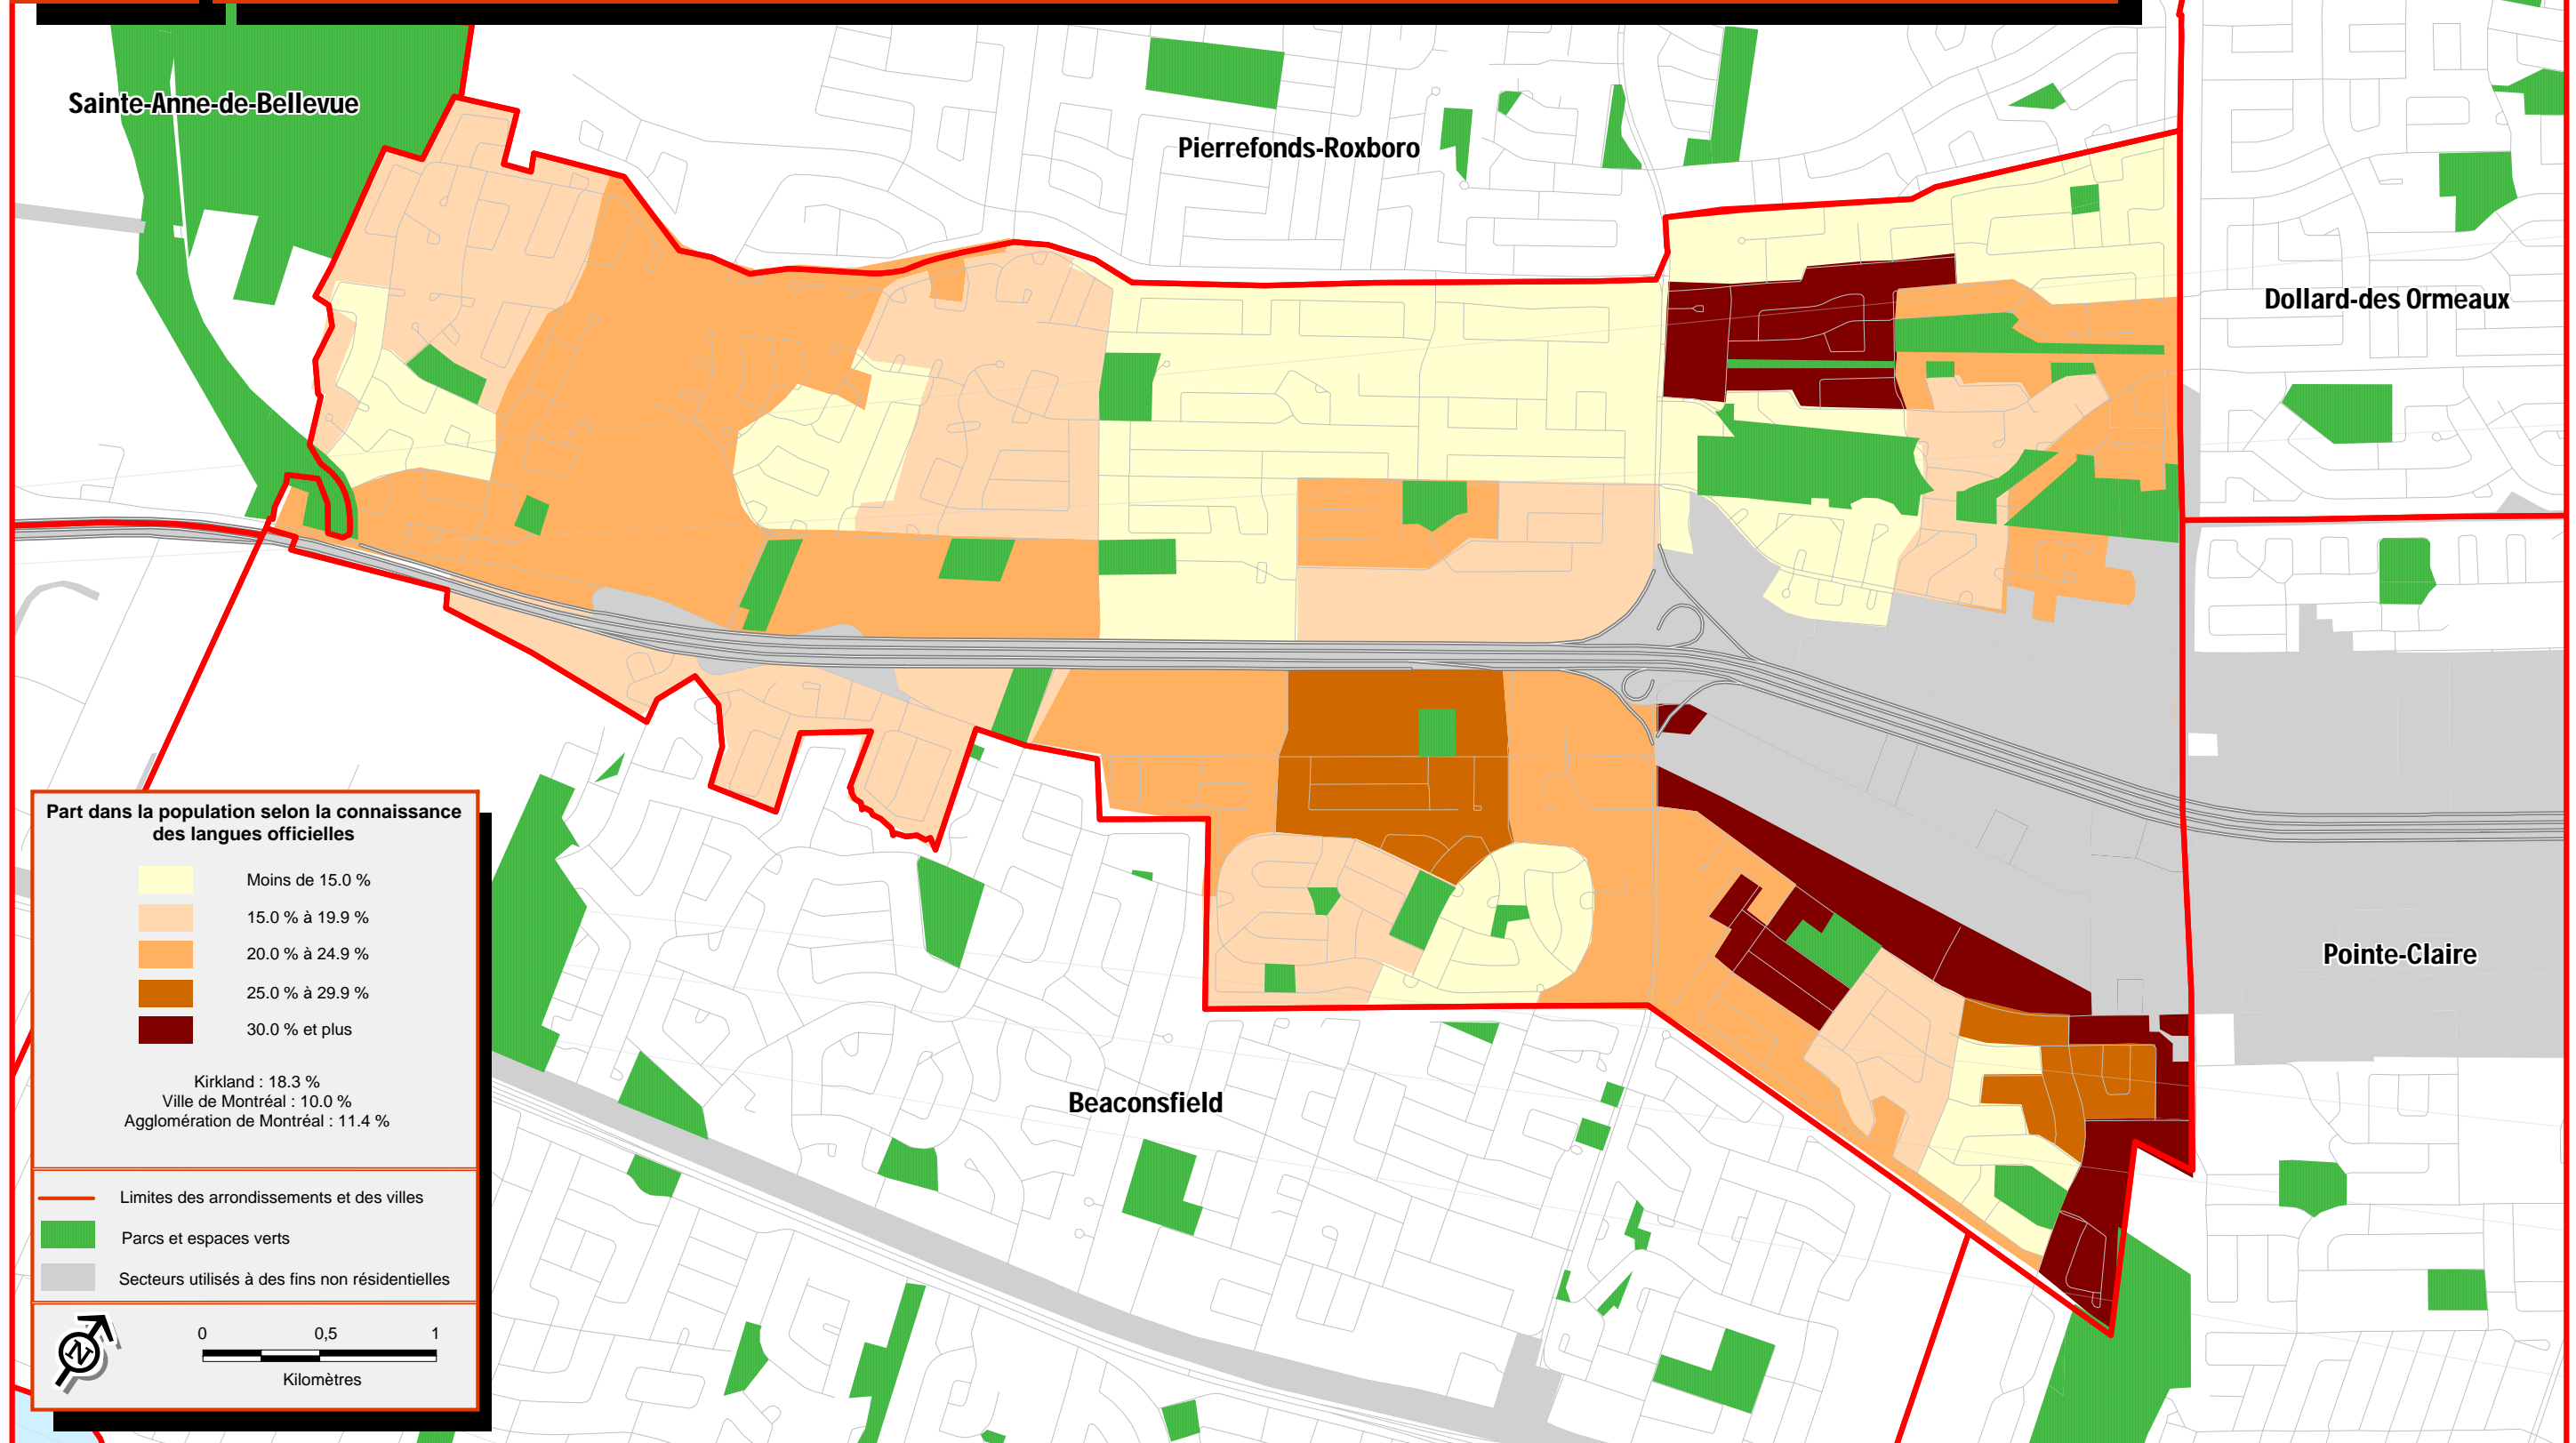 Sainte-Anne-de-Bellevue
Pierrefonds-Roxboro
Dollard-des Ormeaux
Pointe-Claire
Beaconsfield
Part dans la population selon la connaissance
des langues officielles
Moins de 15.0 %
15.0 % à 19.9 %
20.0 % à 24.9 %
25.0 % à 29.9 %
30.0 % et plus
Kirkland : 18.3 %
Ville de Montréal : 10.0 %
Agglomération de Montréal : 11.4 %
Limites des arrondissements et des villes
Parcs et espaces verts
Secteurs utilisés à des fins non résidentielles
N
0 0,5 1
Kilomètres